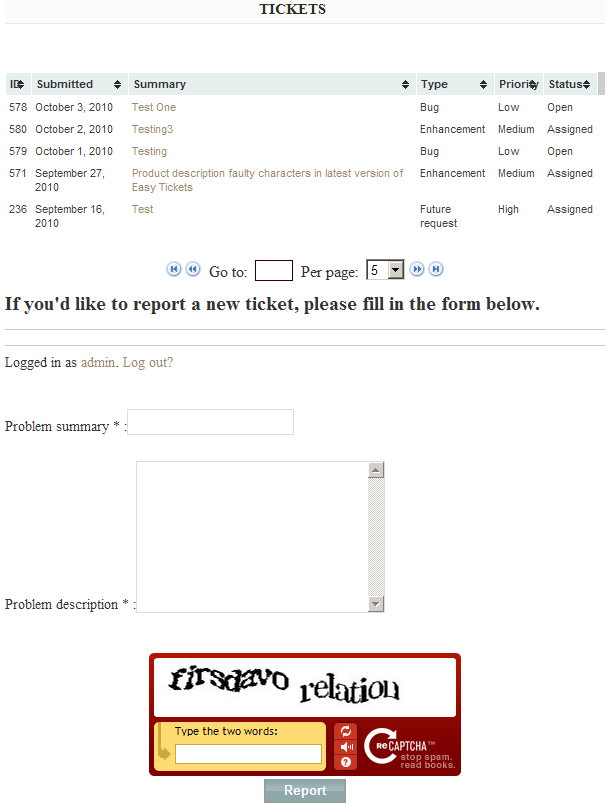 TICKETS
ID Submitted Summary Type Priority Status
578 October 3, 2010 Test One Bug Low Open
580 October 2, 2010 Testing3 Enhancement Medium Assigned
579 October 1, 2010 Testing Bug Low Open
571 September 27, 2010 Product description faulty characters in latest version of Easy Tickets Enhancement Medium Assigned
236 September 16, 2010 Test Future request High Assigned
Go to: Per page: 5
If you'd like to report a new ticket, please fill in the form below.
Logged in as admin. Log out?
Problem summary * :
Problem description * :
firsdavo relation
Type the two words:
reCAPTCHA™
stop spam.
read books.
Report